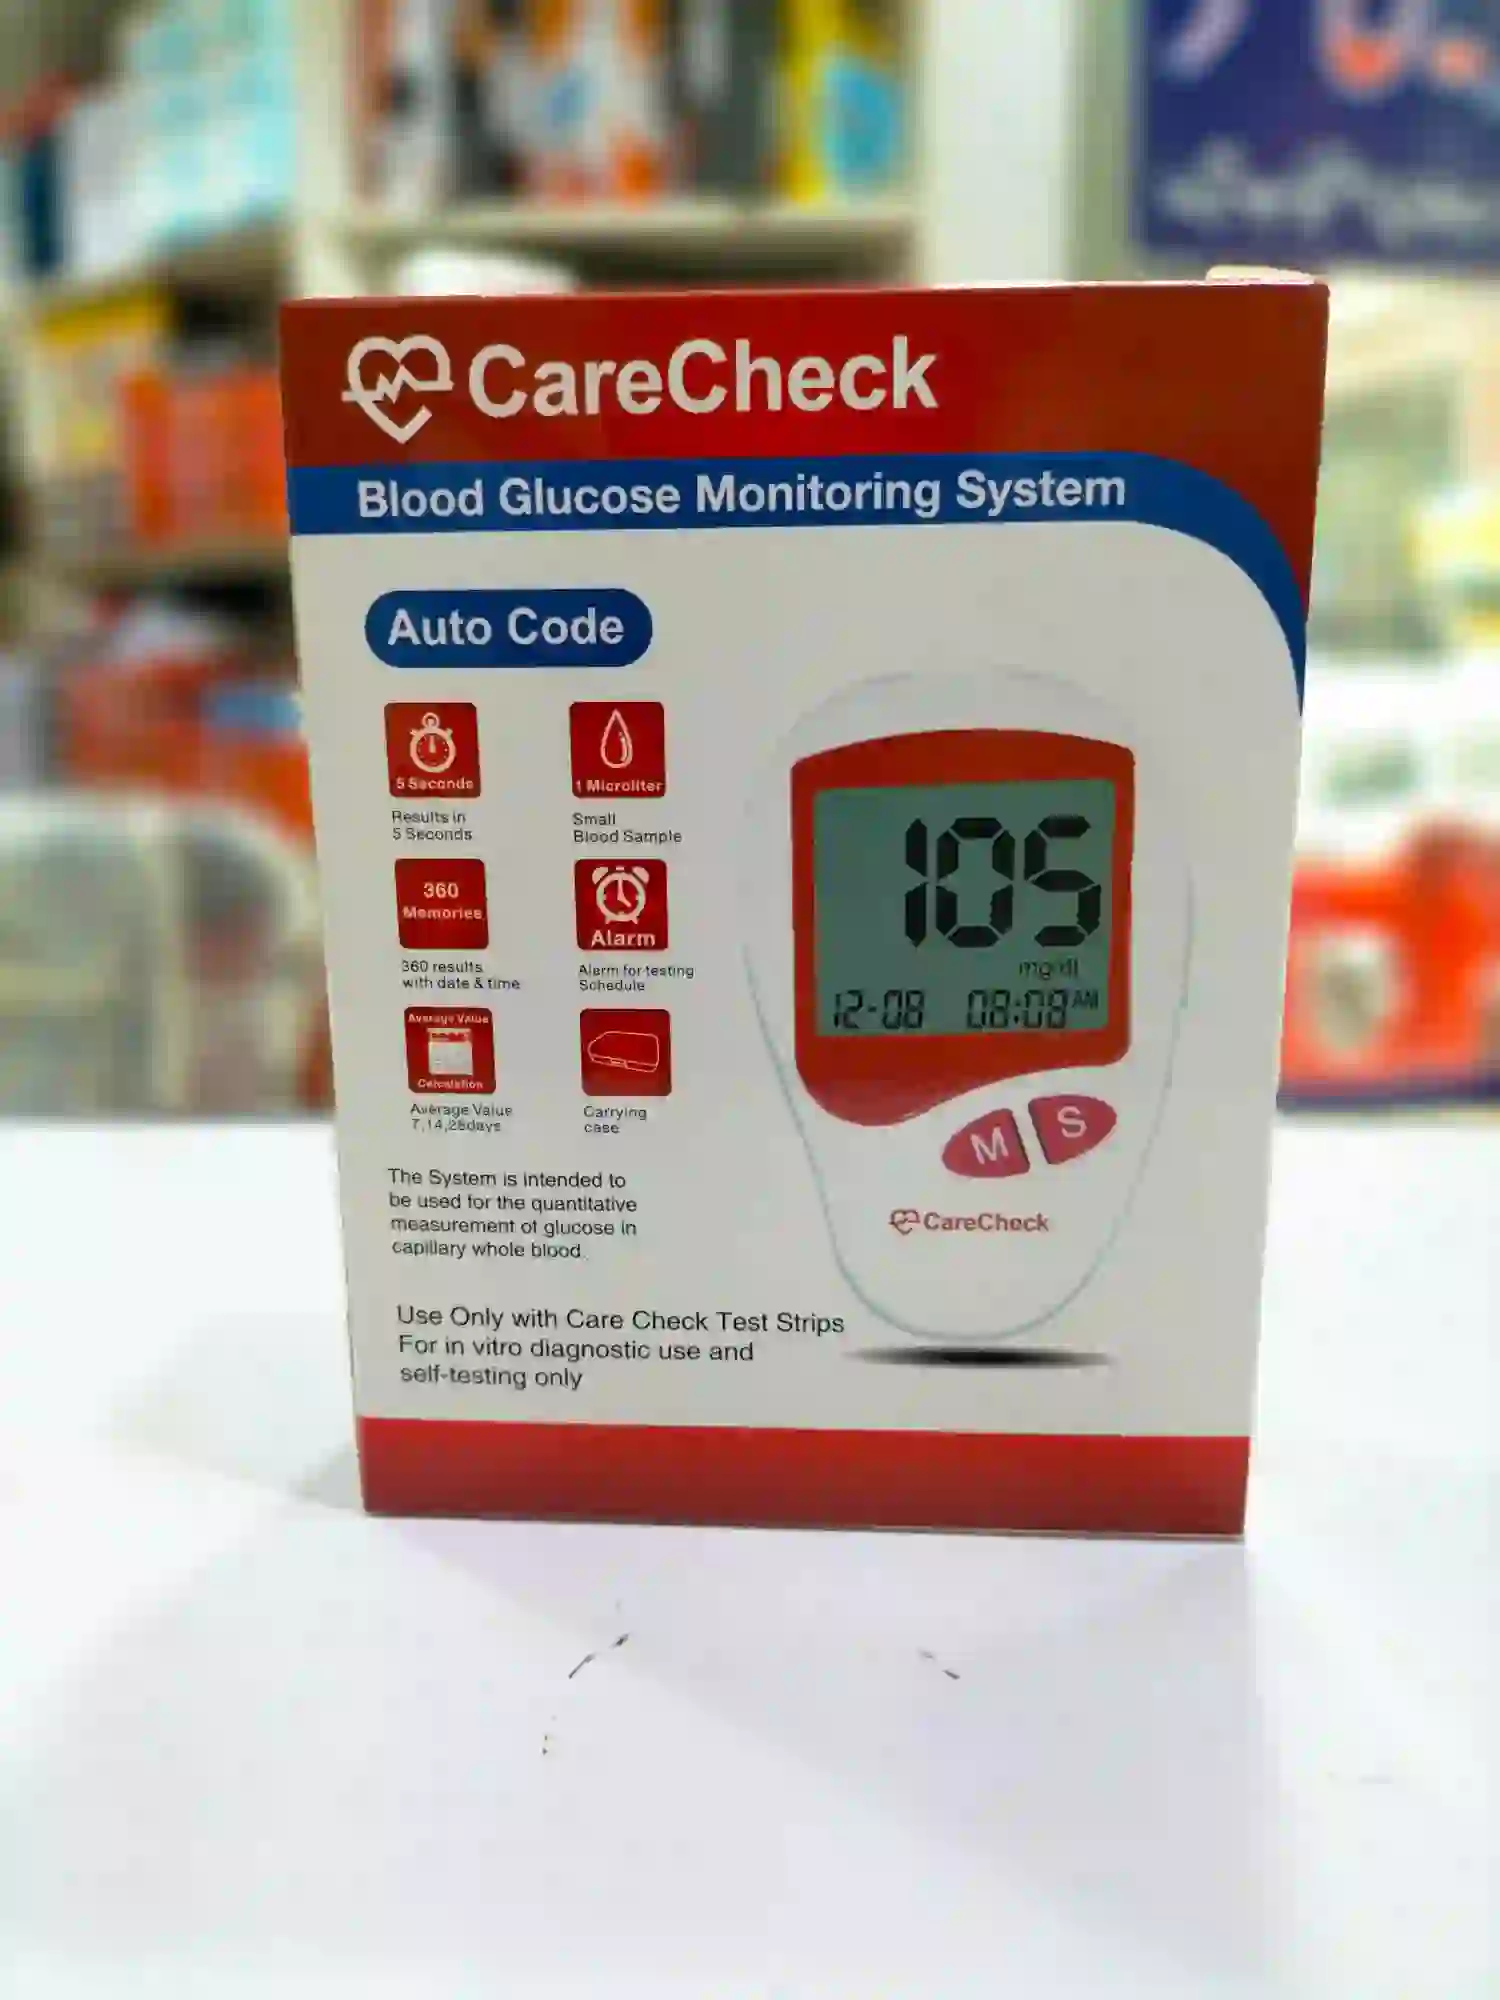 CareCheck
Blood Glucose Monitoring System
Auto Code
5 Seconds
Results in
5 Seconds
1 Microliter
Small
Blood Sample
360
Memories
360 results
with date & time
Alarm
Alarm for testing
Schedule
Average Value
Calculation
Average Value
7,14,28days
Carrying
case
The System is intended to
be used for the quantitative
measurement of glucose in
capillary whole blood.
Use Only with Care Check Test Strips
For in vitro diagnostic use and
self-testing only
105
mg/dl
12-08 08:08 AM
M S
CareCheck